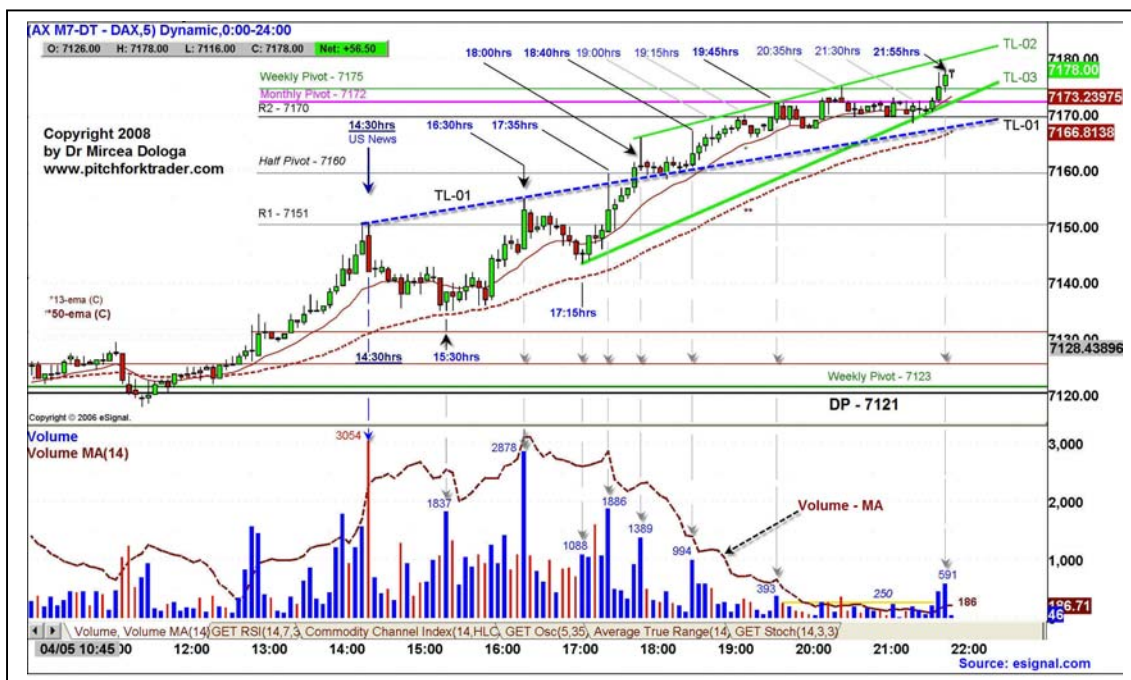 (AX M7-DT - DAX,5) Dynamic,0:00-24:00
O: 7126.00 H: 7178.00 L: 7116.00 C: 7178.00 Net: +56.50
18:00hrs
18:40hrs
19:00hrs
19:15hrs
19:45hrs
20:35hrs
21:30hrs
21:55hrs
TL-02
7180.00
7178.00
TL-03
Weekly Pivot - 7175
Monthly Pivot - 7172
7173.23975
R2 - 7170
7170.00
TL-01
7166.8138
Copyright 2008
by Dr Mircea Dologa
www.pitchforktrader.com
14:30hrs
US News
16:30hrs
17:35hrs
Half Pivot - 7160
7160.00
TL-01
R1 - 7151
7150.00
7140.00
*13-ema (C)
**50-ema (C)
*
**
17:15hrs
14:30hrs
15:30hrs
7130.00
7128.43896
Weekly Pivot - 7123
7120.00
DP - 7121
Copyright © 2006 eSignal.
Volume
Volume MA(14)
3054
2878
3,000
1837
1886
2,000
Volume - MA
1389
1088
994
1,000
393
250
591
186
186.71
46
Volume, Volume MA(14) GET RSI(14,7,3 Commodity Channel Index(14,HLC GET Osc(5,35) Average True Range(14) GET Stoch(14,3,3)
04/05 10:45 :00 12:00 13:00 14:00 15:00 16:00 17:00 18:00 19:00 20:00 21:00 22:00
Source: esignal.com